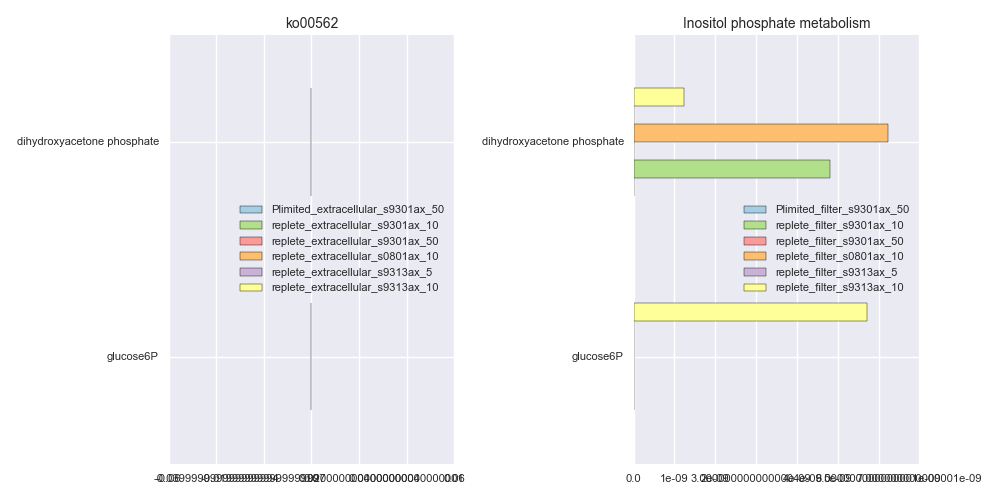 ko00562
dihydroxyacetone phosphate
Plimited_extracellular_s9301ax_50
replete_extracellular_s9301ax_10
replete_extracellular_s9301ax_50
replete_extracellular_s0801ax_10
replete_extracellular_s9313ax_5
replete_extracellular_s9313ax_10
glucose6P
Inositol phosphate metabolism
dihydroxyacetone phosphate
Plimited_filter_s9301ax_50
replete_filter_s9301ax_10
replete_filter_s9301ax_50
replete_filter_s0801ax_10
replete_filter_s9313ax_5
replete_filter_s9313ax_10
glucose6P
0.0 1e-09